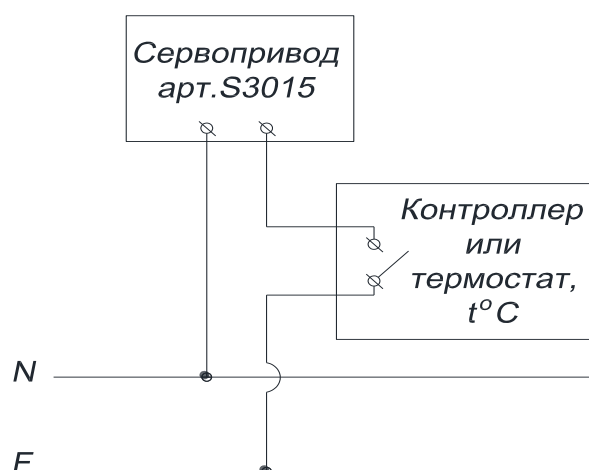 Сервопривод
арт.S3015
Контроллер
или
термостат,
t° C
N